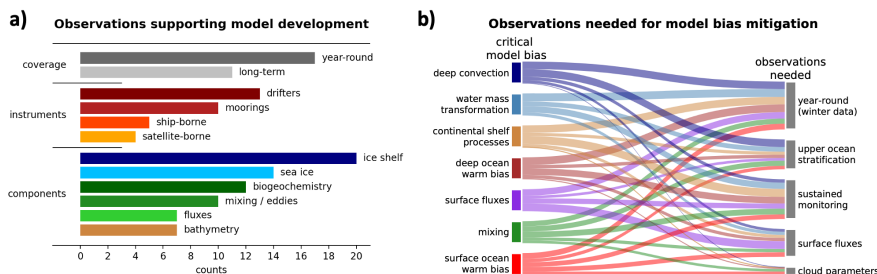 a)
Observations supporting model development
coverage
year-round
long-term
instruments
drifters
moorings
ship-borne
satellite-borne
components
ice shelf
sea ice
biogeochemistry
mixing / eddies
fluxes
bathymetry
0 2 4 6 8 10 12 14 16 18 20
counts
b)
Observations needed for model bias mitigation
critical
model bias
deep convection
water mass
transformation
continental shelf
processes
deep ocean
warm bias
surface fluxes
mixing
surface ocean
warm bias
observations
needed
year-round
(winter data)
upper ocean
stratification
sustained
monitoring
surface fluxes
cloud parameters